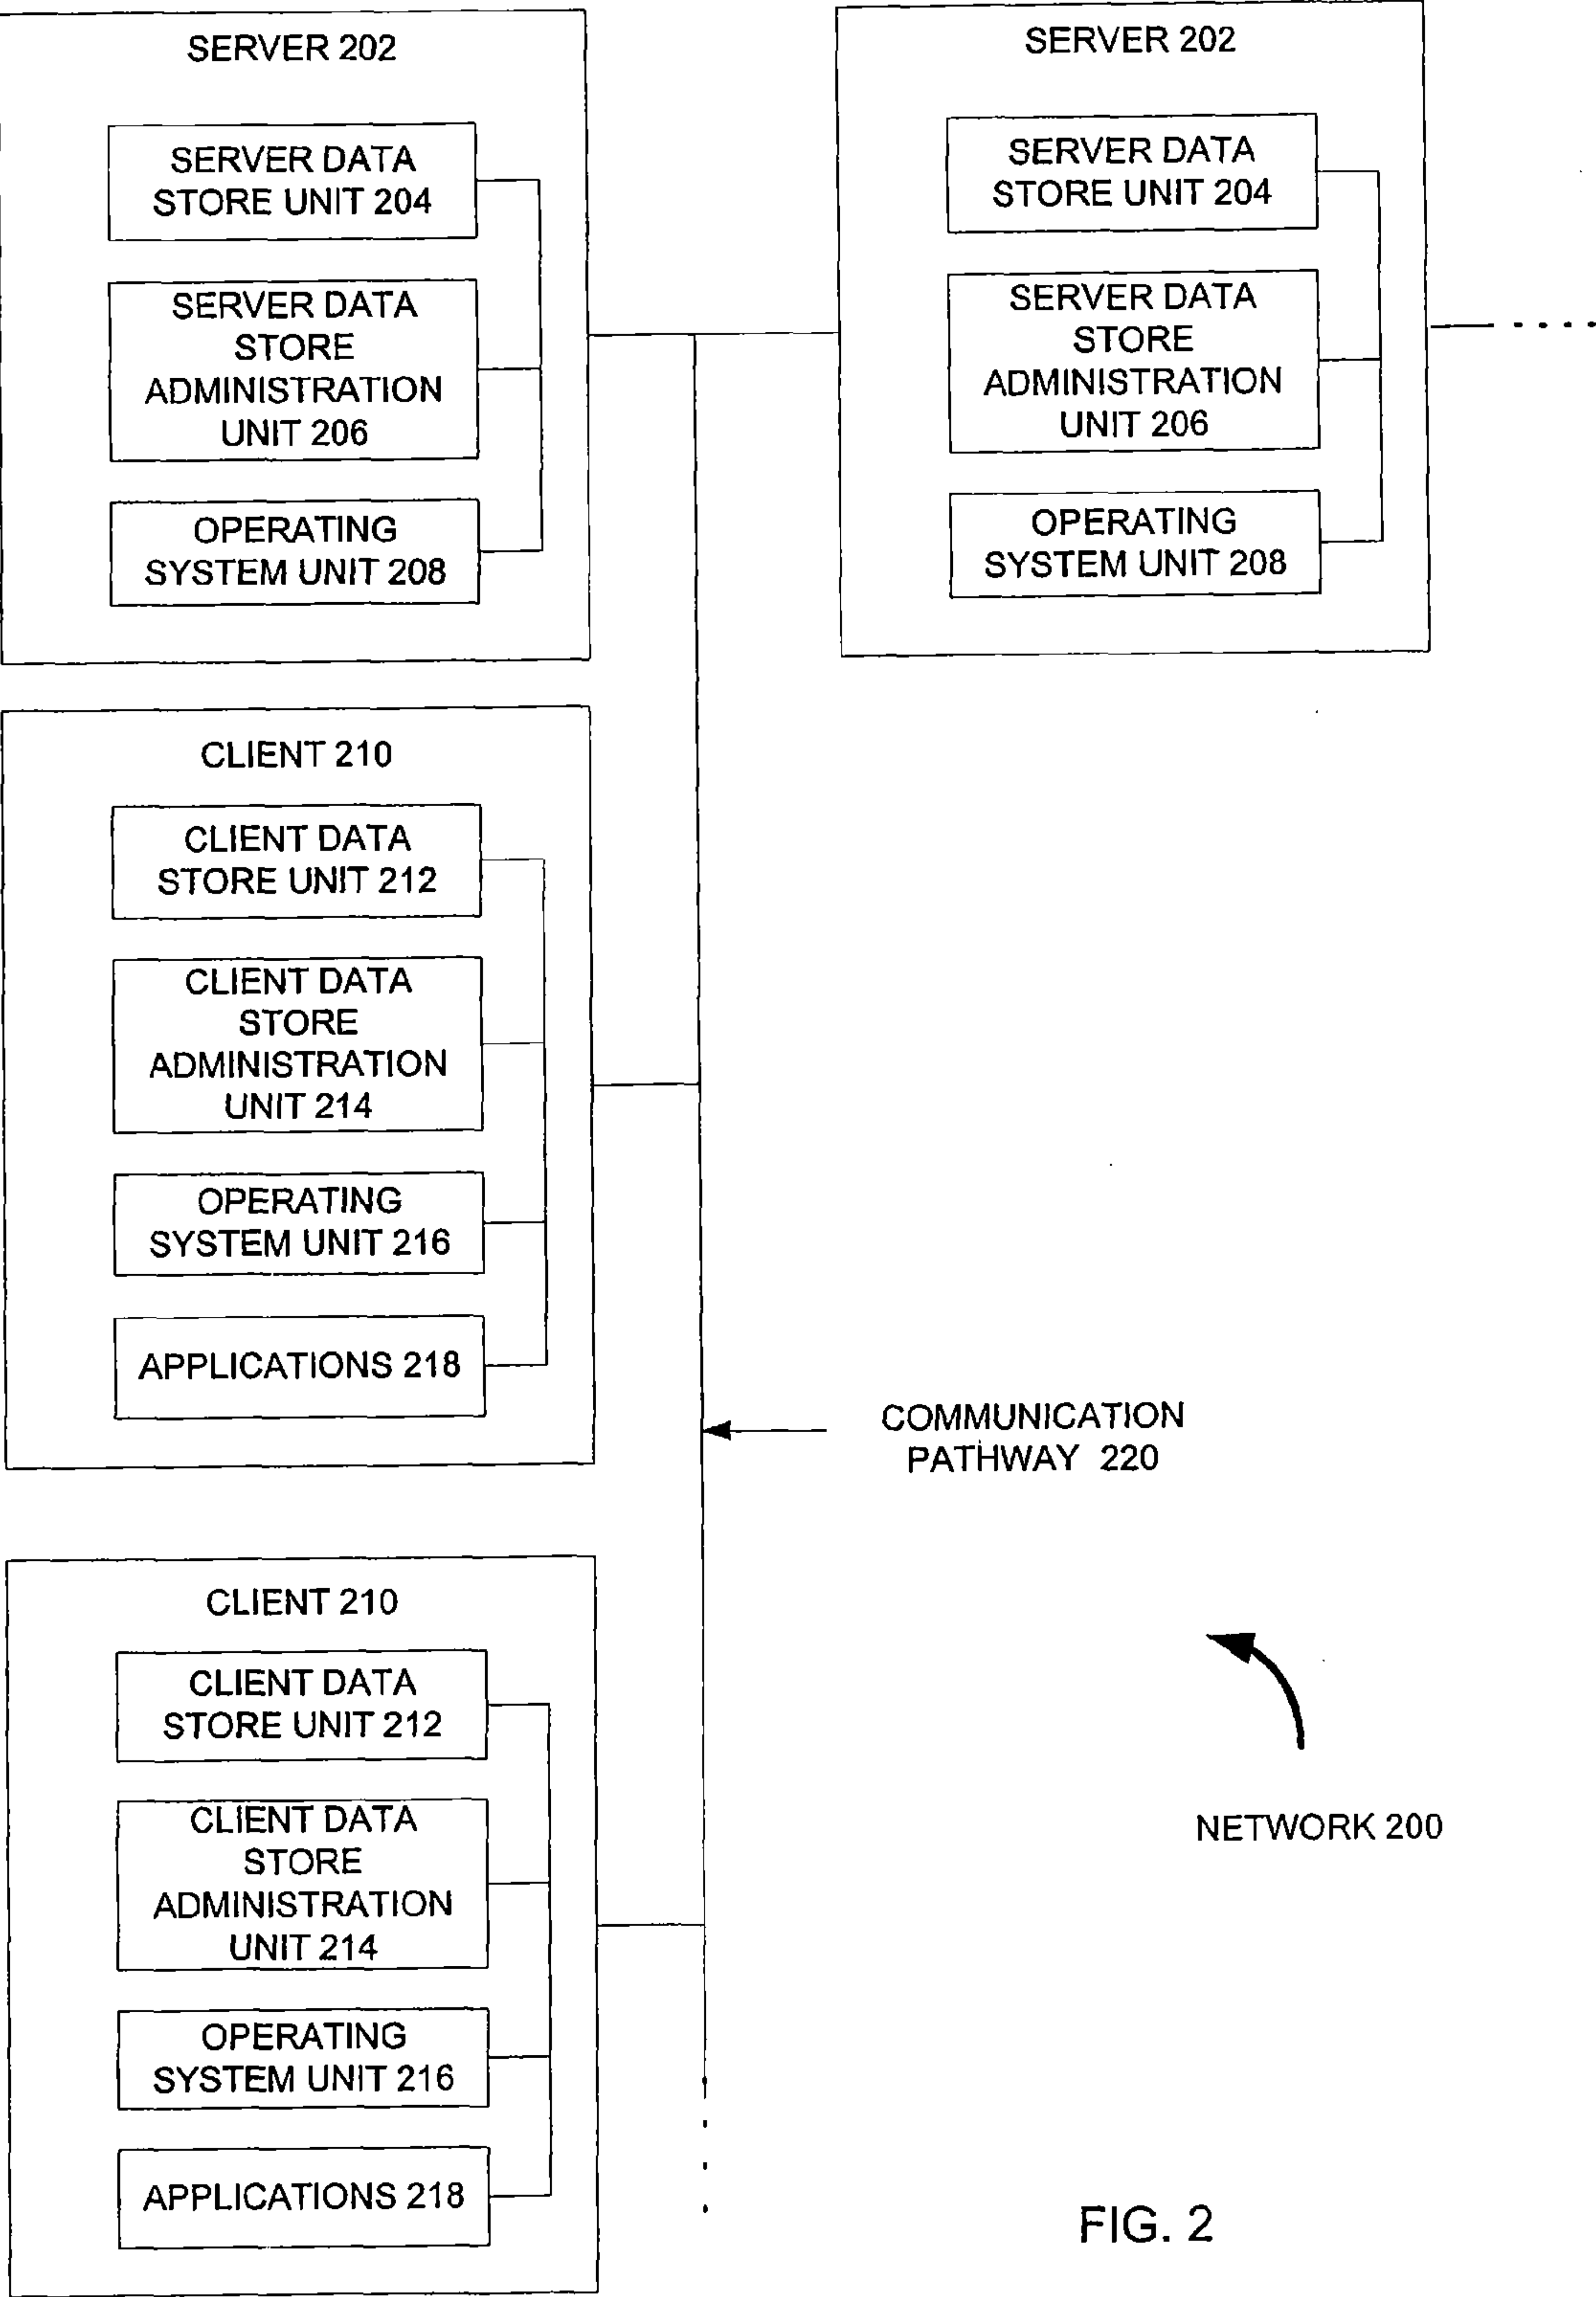 SERVER 202
SERVER DATA
STORE UNIT 204
SERVER DATA
STORE
ADMINISTRATION
UNIT 206
OPERATING
SYSTEM UNIT 208
SERVER 202
SERVER DATA
STORE UNIT 204
SERVER DATA
STORE
ADMINISTRATION
UNIT 206
OPERATING
SYSTEM UNIT 208
CLIENT 210
CLIENT DATA
STORE UNIT 212
CLIENT DATA
STORE
ADMINISTRATION
UNIT 214
OPERATING
SYSTEM UNIT 216
APPLICATIONS 218
COMMUNICATION
PATHWAY 220
CLIENT 210
CLIENT DATA
STORE UNIT 212
CLIENT DATA
STORE
ADMINISTRATION
UNIT 214
OPERATING
SYSTEM UNIT 216
APPLICATIONS 218
NETWORK 200
FIG. 2